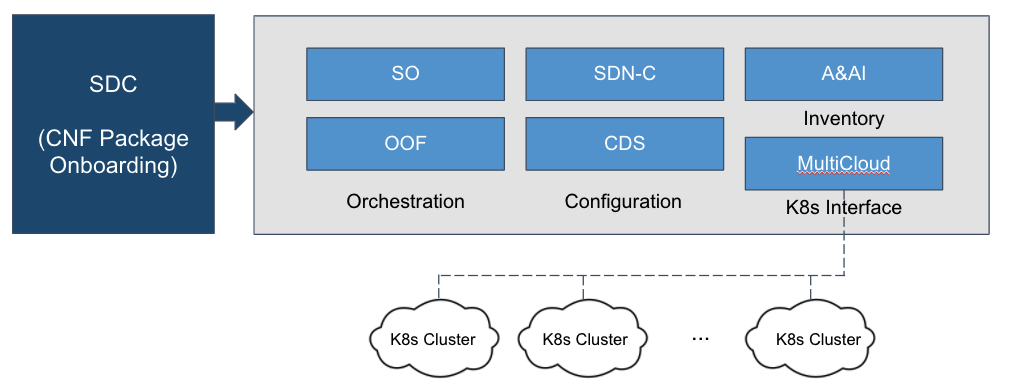 SDC
(CNF Package
Onboarding)
SO
SDN-C
A&AI
Inventory
OOF
CDS
MultiCloud
Orchestration
Configuration
K8s Interface
K8s Cluster
K8s Cluster
...
K8s Cluster